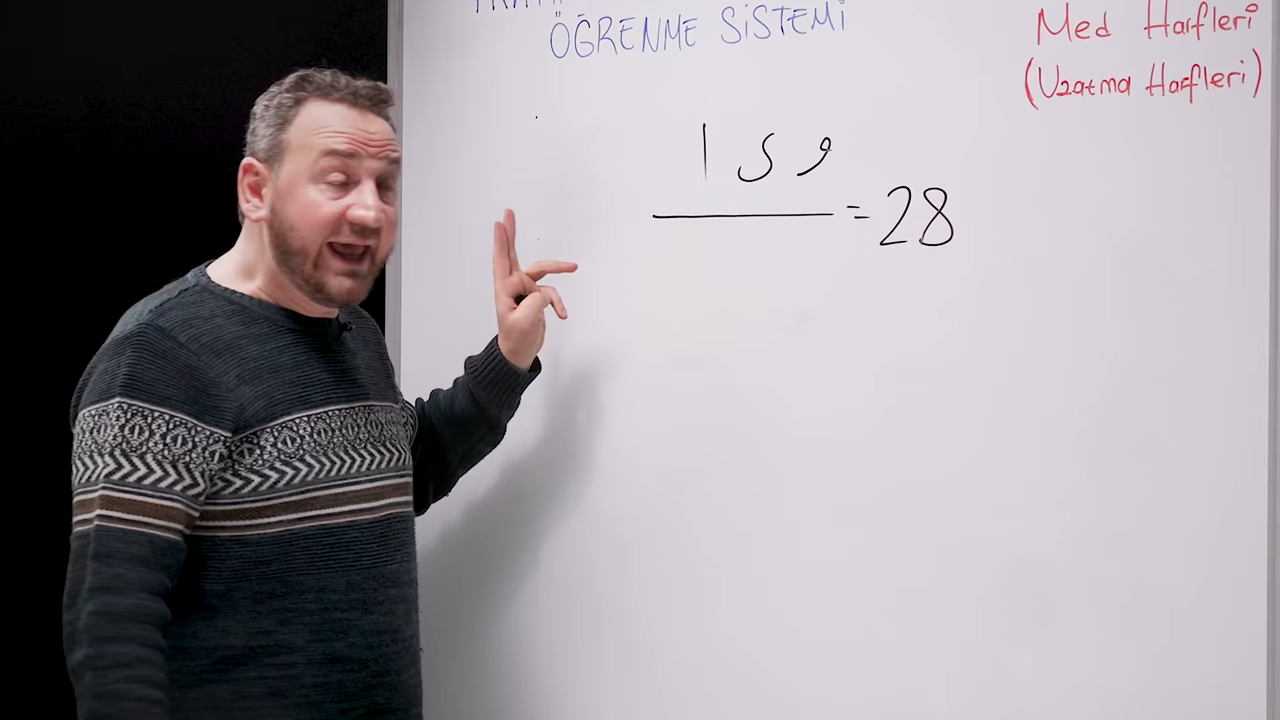 ÖĞRENME SİSTEMİ
Med Harfleri
(Uzatma Harfleri)
و ى ا
= 28